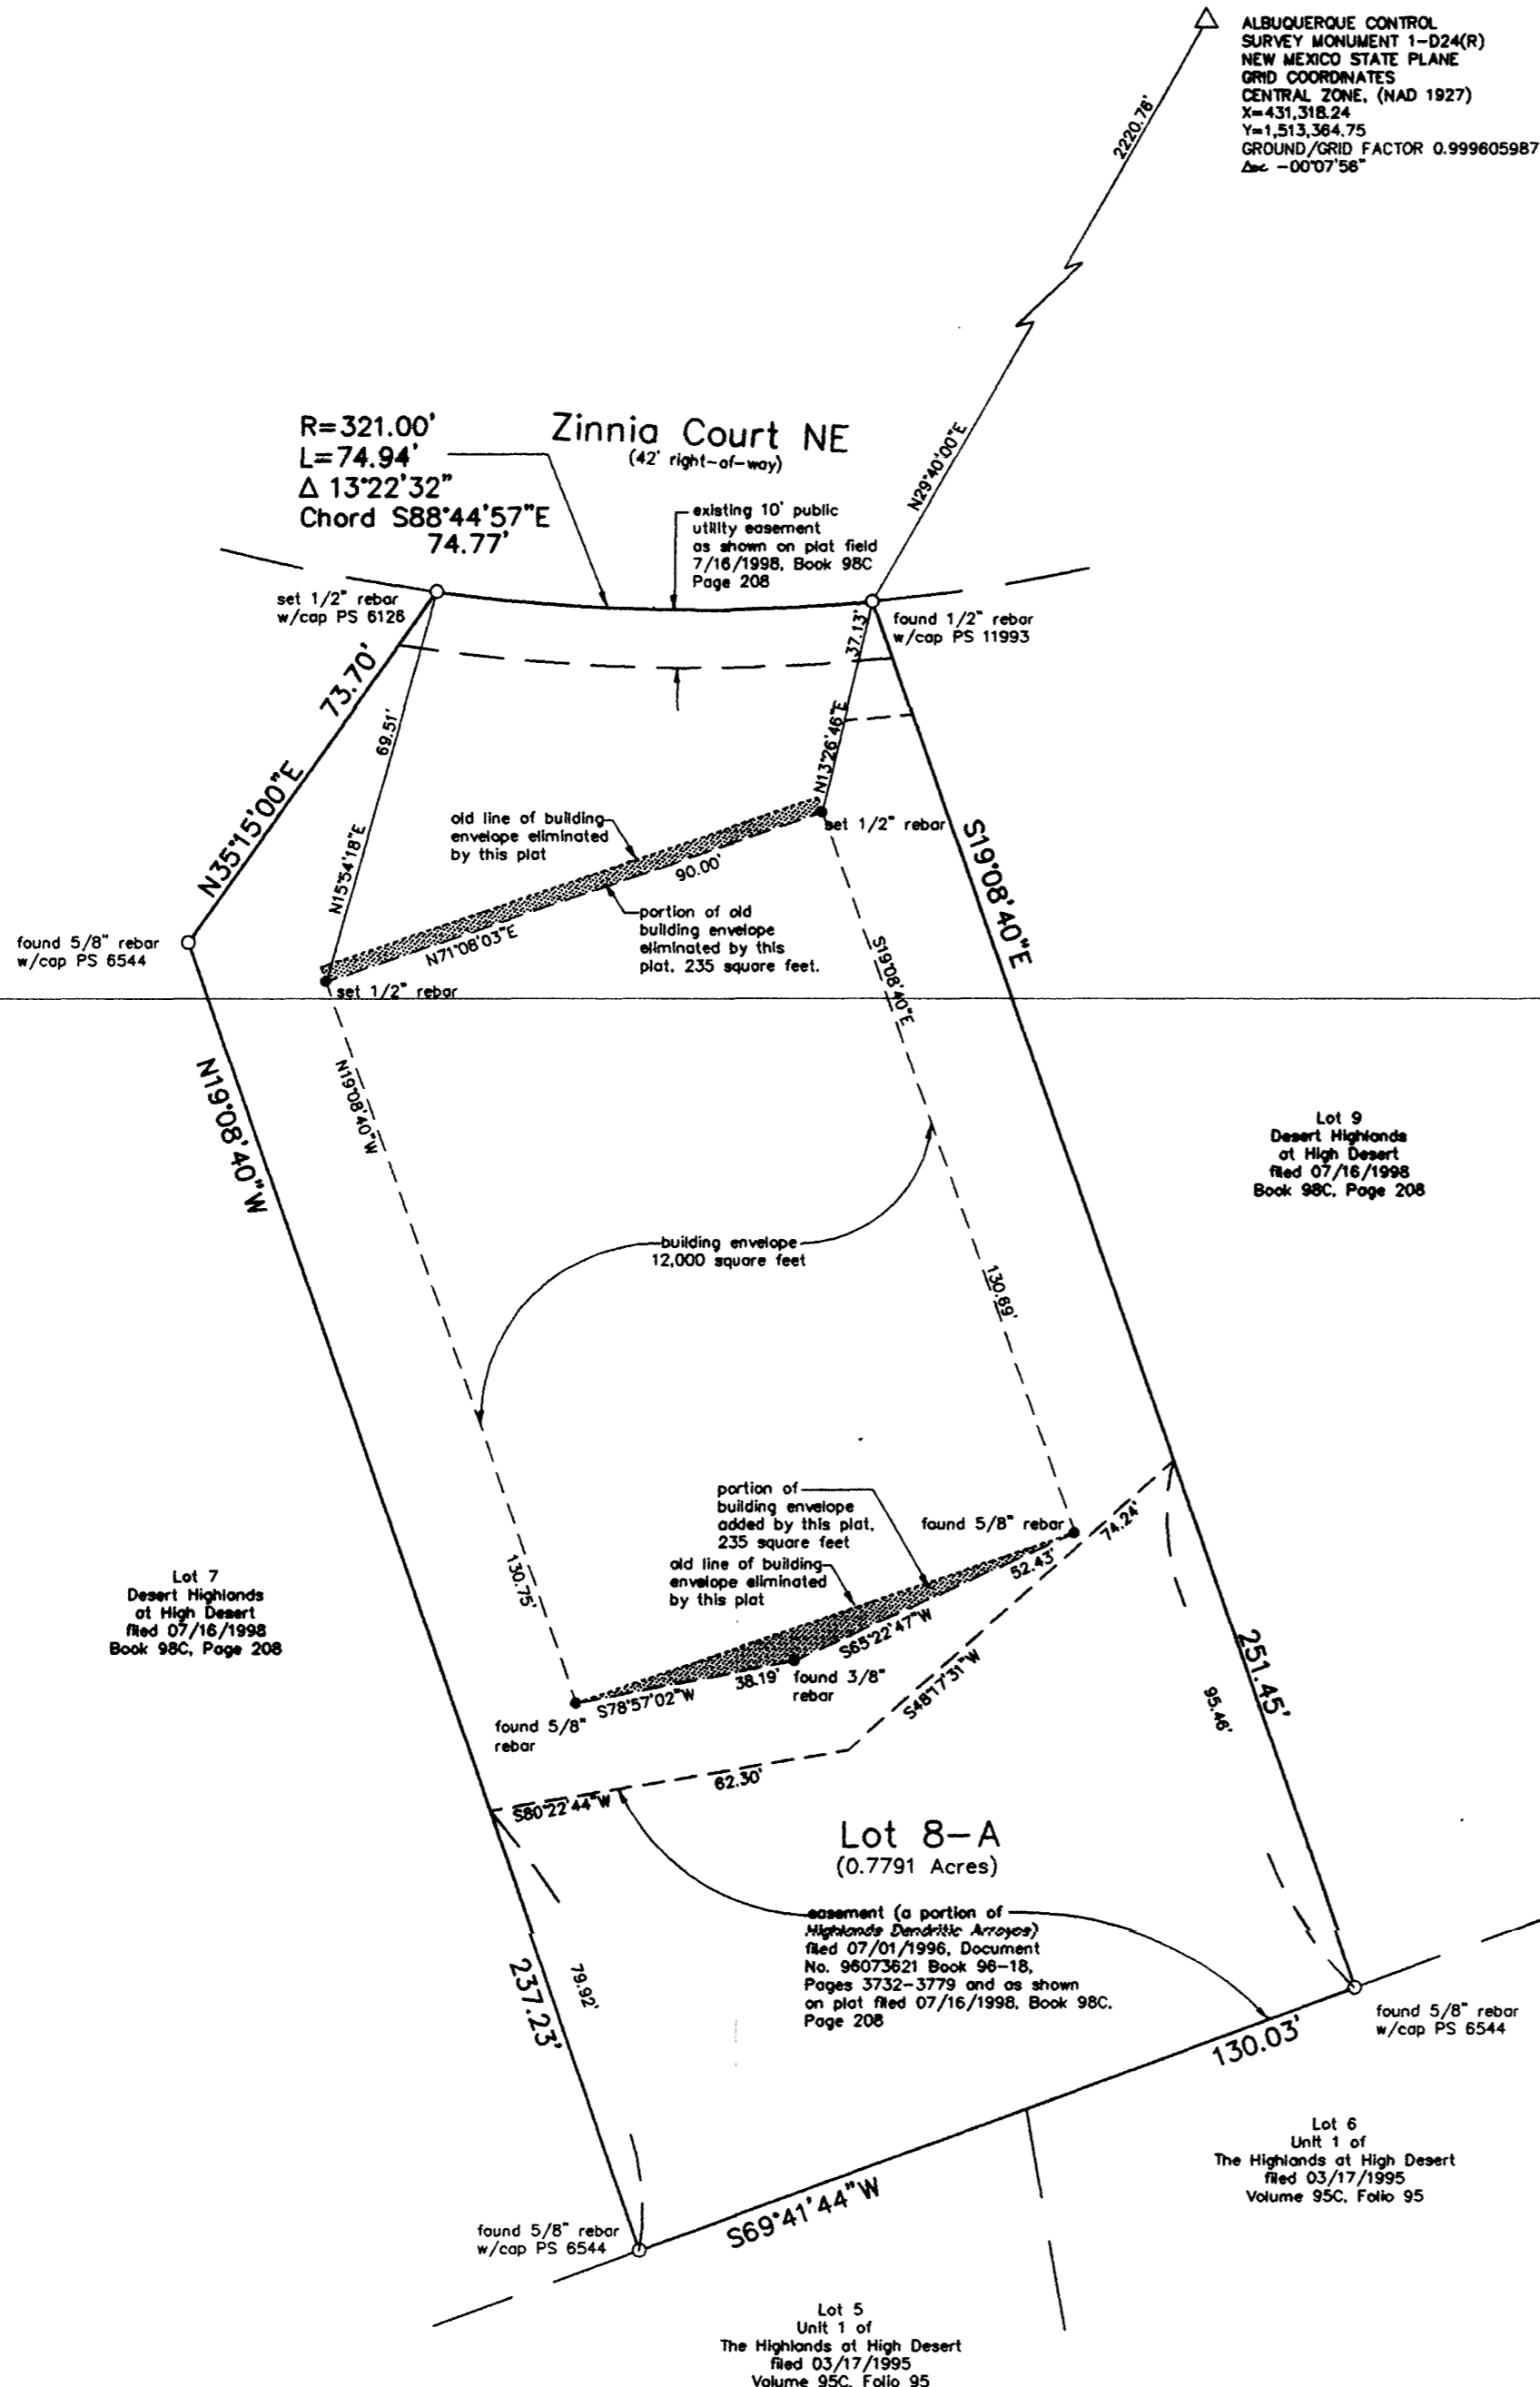 ALBUQUERQUE CONTROL
SURVEY MONUMENT 1-D24(R)
NEW MEXICO STATE PLANE
GRID COORDINATES
CENTRAL ZONE, (NAD 1927)
X=431,318.24
Y=1,513,364.75
GROUND/GRID FACTOR 0.999605987
-00°07'56"
2220.78'
N29°40'00"E
R=321.00'
L=74.94'
Δ 13°22'32"
Chord S88°44'57"E
74.77'
Zinnia Court NE
(42' right-of-way)
existing 10' public
utility easement
as shown on plat field
7/16/1998, Book 98C
Page 208
set 1/2" rebar
w/cap PS 6126
found 1/2" rebar
w/cap PS 11993
73.70'
N35°15'00"E
69.51'
N15°54'18"E
37.13'
N13°26'46"E
old line of building
envelope eliminated
by this plat
90.00'
N71°08'03"E
set 1/2" rebar
portion of old
building envelope
eliminated by this
plat, 235 square feet.
found 5/8" rebar
w/cap PS 6544
set 1/2" rebar
S19°08'40"E
S19°08'40"E
N19°08'40"W
N19°08'40"W
Lot 9
Desert Highlands
at High Desert
filed 07/16/1998
Book 98C, Page 208
building envelope
12,000 square feet
130.69'
130.75'
portion of
building envelope
added by this plat,
235 square feet
found 5/8" rebar
74.24'
old line of building
envelope eliminated
by this plat
52.43'
S65°22'47"W
Lot 7
Desert Highlands
at High Desert
filed 07/16/1998
Book 98C, Page 208
38.19'
S78°57'02"W
found 3/8"
rebar
found 5/8"
rebar
S48°17'31"W
251.45'
95.46'
62.30'
S80°22'44"W
Lot 8-A
(0.7791 Acres)
easement (a portion of
Highlands Dendritic Arroyos)
filed 07/01/1996, Document
No. 96073621 Book 96-18,
Pages 3732-3779 and as shown
on plat filed 07/16/1998, Book 98C,
Page 208
237.23'
79.92'
found 5/8" rebar
w/cap PS 6544
130.03'
S69°41'44"W
Lot 6
Unit 1 of
The Highlands at High Desert
filed 03/17/1995
Volume 95C, Folio 95
found 5/8" rebar
w/cap PS 6544
Lot 5
Unit 1 of
The Highlands at High Desert
filed 03/17/1995
Volume 95C, Folio 95